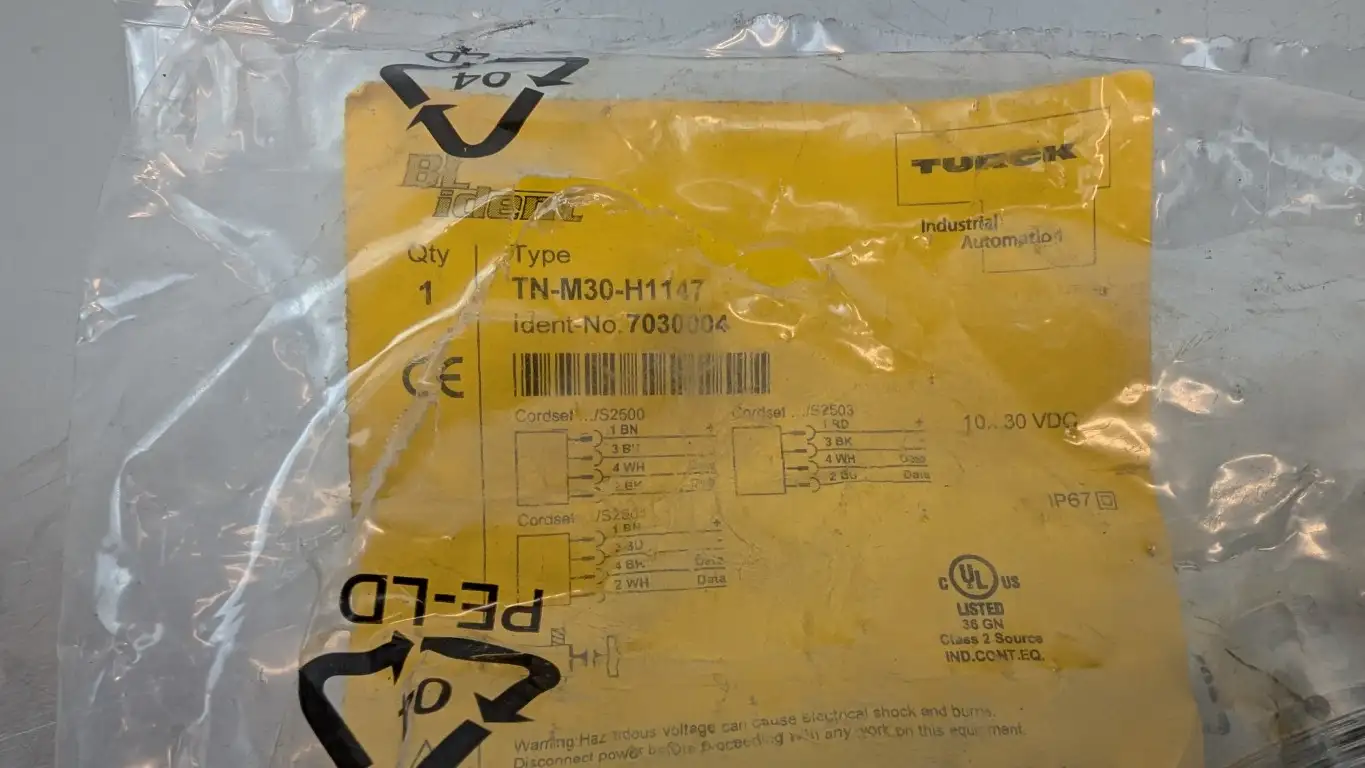 04
BL
ident
TURCK
Industrial
Automation
Qty
Type
1
TN-M30-H1147
Ident-No. 7030004
CE
Cordset .../S2500
1 BN +
3 BU
4 WH Data
2 BK Data
Cordset .../S2503
1 RD +
3 BK -
4 WH Data
2 BU Data
10...30 VDC
IP67
Cordset
1 BN +
3 BU -
4 BK Data
2 WH Data
C UL US
LISTED
36 GN
Class 2 Source
IND.CONT.EQ.
PE-LD
04
Warning: Hazardous voltage can cause electrical shock and burns.
Disconnect power before proceeding with any work on this equipment.